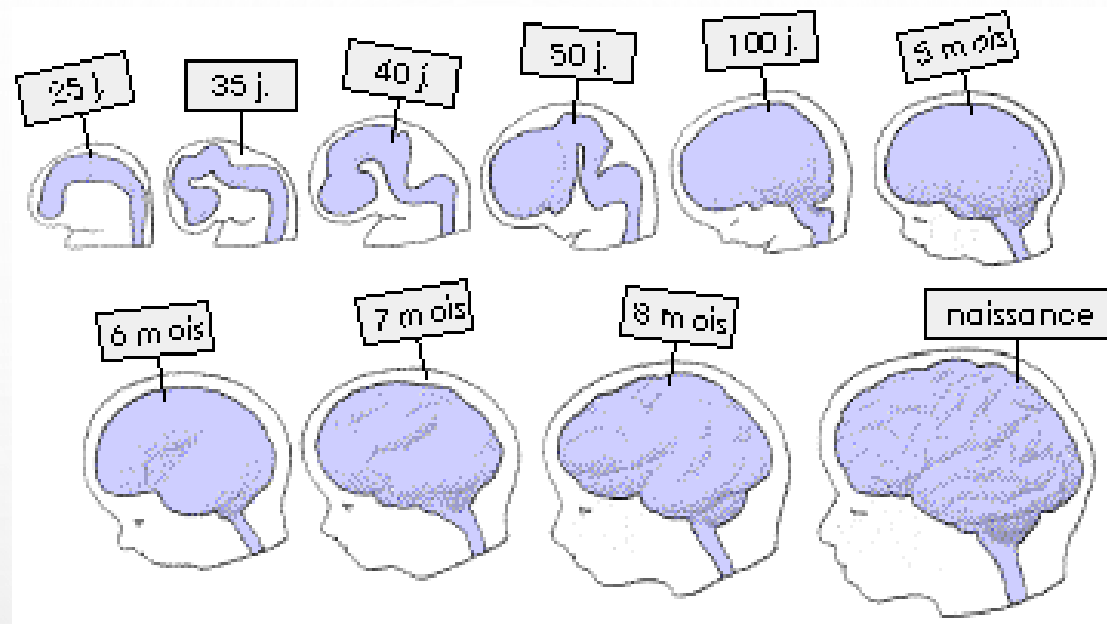 25 j.
35 j.
40 j.
50 j.
100 j.
5 mois
6 mois
7 mois
8 mois
naissance